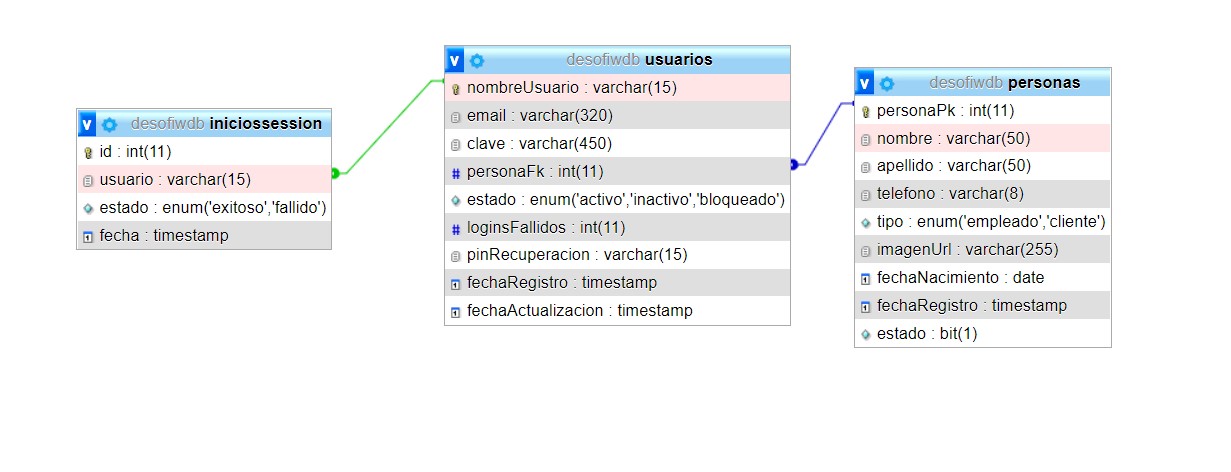 v desofiwdb iniciossession
id : int(11)
usuario : varchar(15)
estado : enum('exitoso','fallido')
fecha : timestamp
v desofiwdb usuarios
nombreUsuario : varchar(15)
email : varchar(320)
clave : varchar(450)
# personaFk : int(11)
estado : enum('activo','inactivo','bloqueado')
# loginsFallidos : int(11)
pinRecuperacion : varchar(15)
fechaRegistro : timestamp
fechaActualizacion : timestamp
v desofiwdb personas
personaPk : int(11)
nombre : varchar(50)
apellido : varchar(50)
telefono : varchar(8)
tipo : enum('empleado','cliente')
imagenUrl : varchar(255)
fechaNacimiento : date
fechaRegistro : timestamp
estado : bit(1)